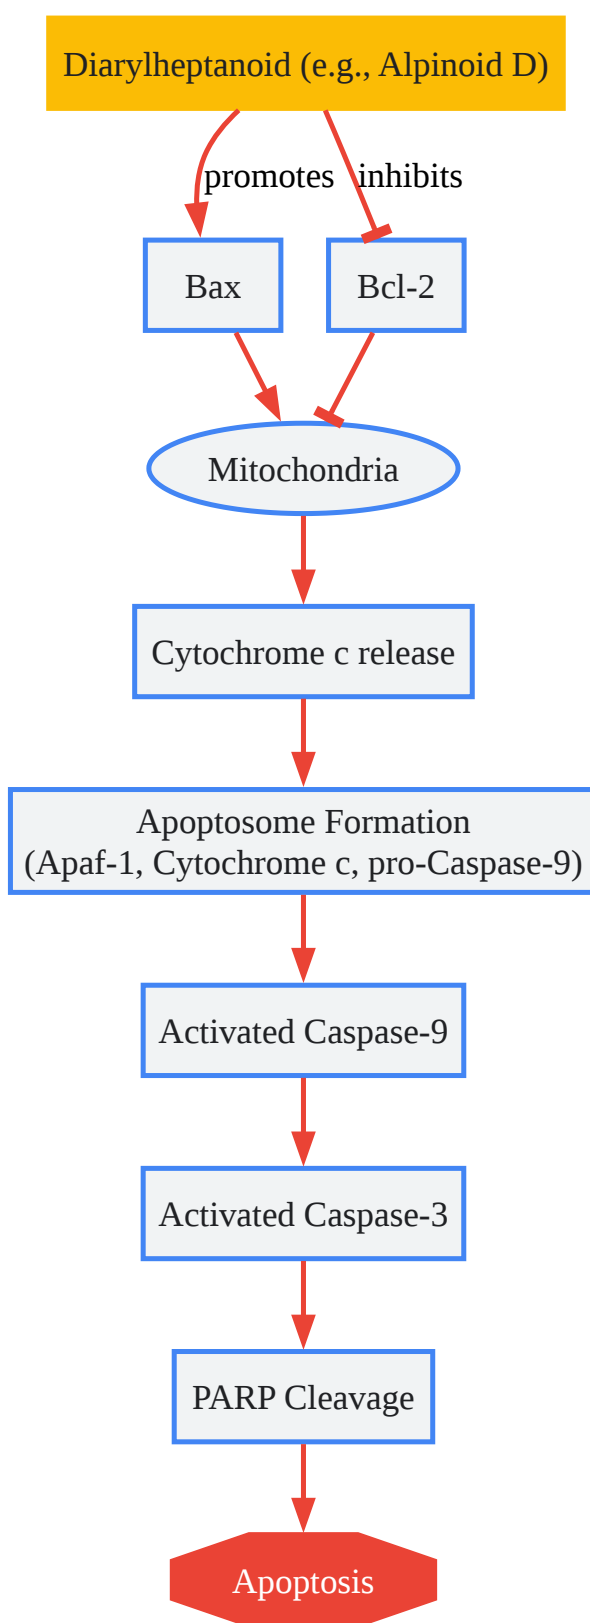 Diarylheptanoid (e.g., Alpinoid D)
promotes
inhibits
Bax
Bcl-2
Mitochondria
Cytochrome c release
Apoptosome Formation
(Apaf-1, Cytochrome c, pro-Caspase-9)
Activated Caspase-9
Activated Caspase-3
PARP Cleavage
Apoptosis